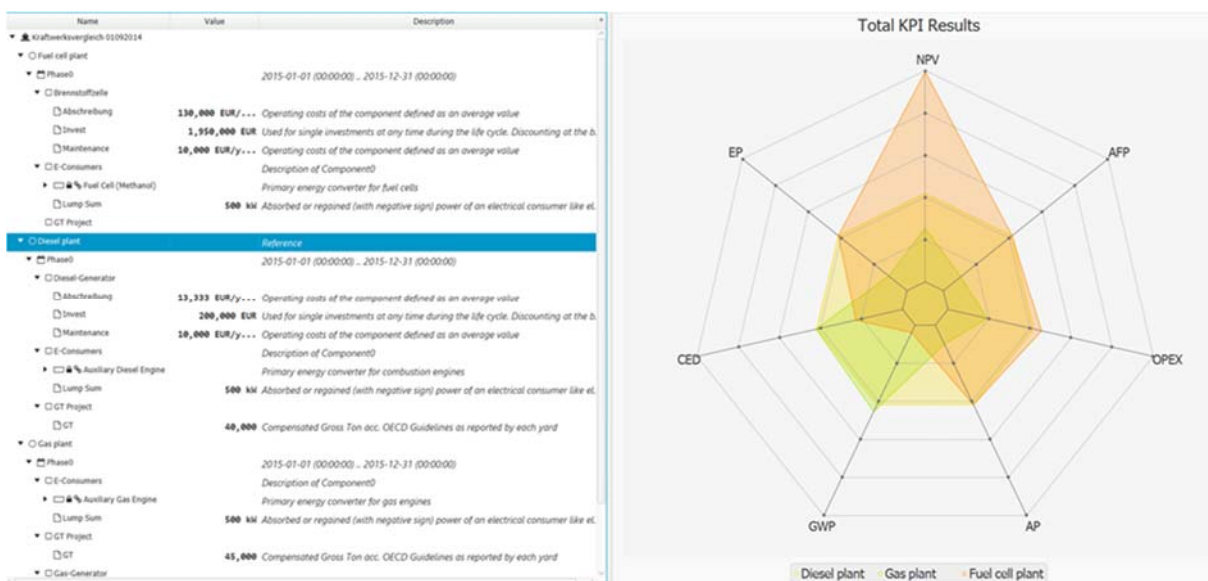 Name Value Description
Kraftwerksvergleich 01092014
Fuel cell plant
Phase0 2015-01-01 (00:00:00) .. 2015-12-31 (00:00:00)
Brennstoffzelle
Abschreibung 130,000 EUR/... Operating costs of the component defined as an average value
Invest 1,950,000 EUR Used for single investments at any time during the life cycle. Discounting at the b.
Maintenance 10,000 EUR/y... Operating costs of the component defined as an average value
E-Consumers Description of Component0
Fuel Cell (Methanol) Primary energy converter for fuel cells
Lump Sum 500 kW Absorbed or regained (with negative sign) power of an electrical consumer like el.
GT Project
Diesel plant Reference
Phase0 2015-01-01 (00:00:00) .. 2015-12-31 (00:00:00)
Diesel-Generator
Abschreibung 13,333 EUR/y... Operating costs of the component defined as an average value
Invest 200,000 EUR Used for single investments at any time during the life cycle. Discounting at the b.
Maintenance 10,000 EUR/y... Operating costs of the component defined as an average value
E-Consumers Description of Component0
Auxiliary Diesel Engine Primary energy converter for combustion engines
Lump Sum 500 kW Absorbed or regained (with negative sign) power of an electrical consumer like el.
GT Project
GT 40,000 Compensated Gross Ton acc. OECD Guidelines as reported by each yard
Gas plant
Phase0 2015-01-01 (00:00:00) .. 2015-12-31 (00:00:00)
E-Consumers Description of Component0
Auxiliary Gas Engine Primary energy converter for gas engines
Lump Sum 500 kW Absorbed or regained (with negative sign) power of an electrical consumer like el.
GT Project
GT 45,000 Compensated Gross Ton acc. OECD Guidelines as reported by each yard
Gas-Generator
Total KPI Results
NPV
EP AFP
CED OPEX
GWP AP
Diesel plant Gas plant Fuel cell plant